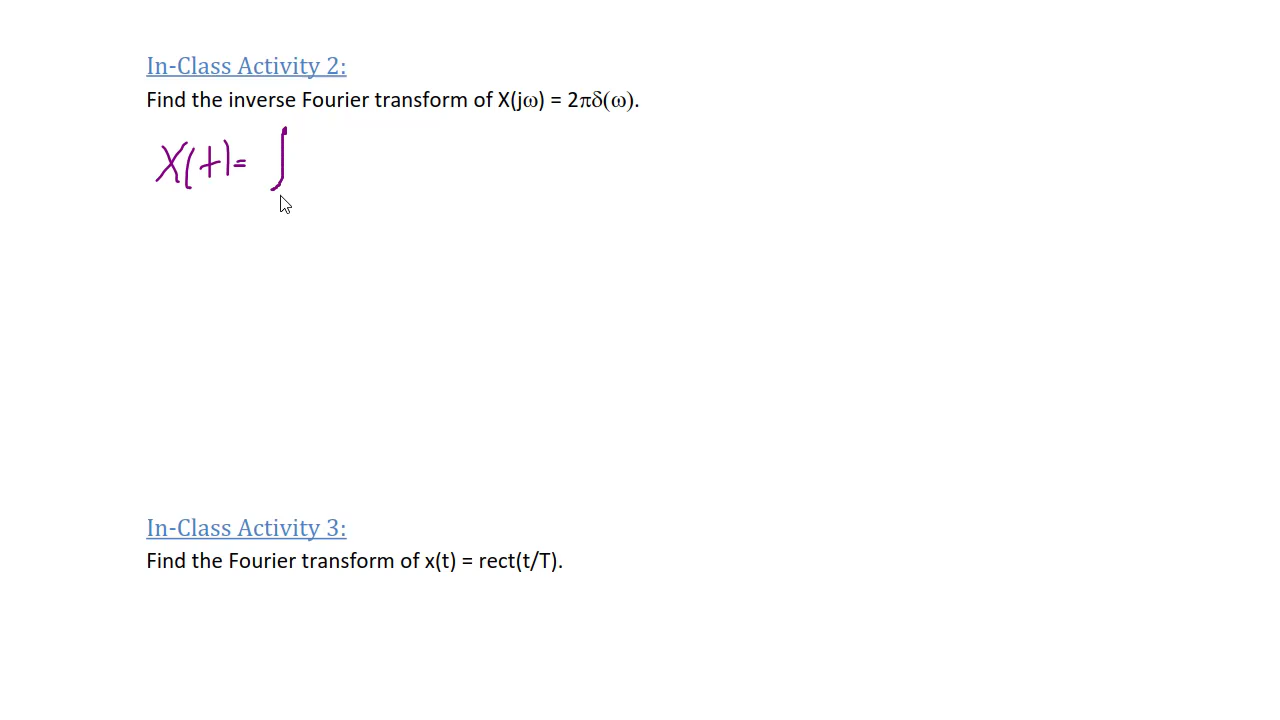 In-Class Activity 2:
Find the inverse Fourier transform of X(jω) = 2πδ(ω).
X(t)= ∫
In-Class Activity 3:
Find the Fourier transform of x(t) = rect(t/T).